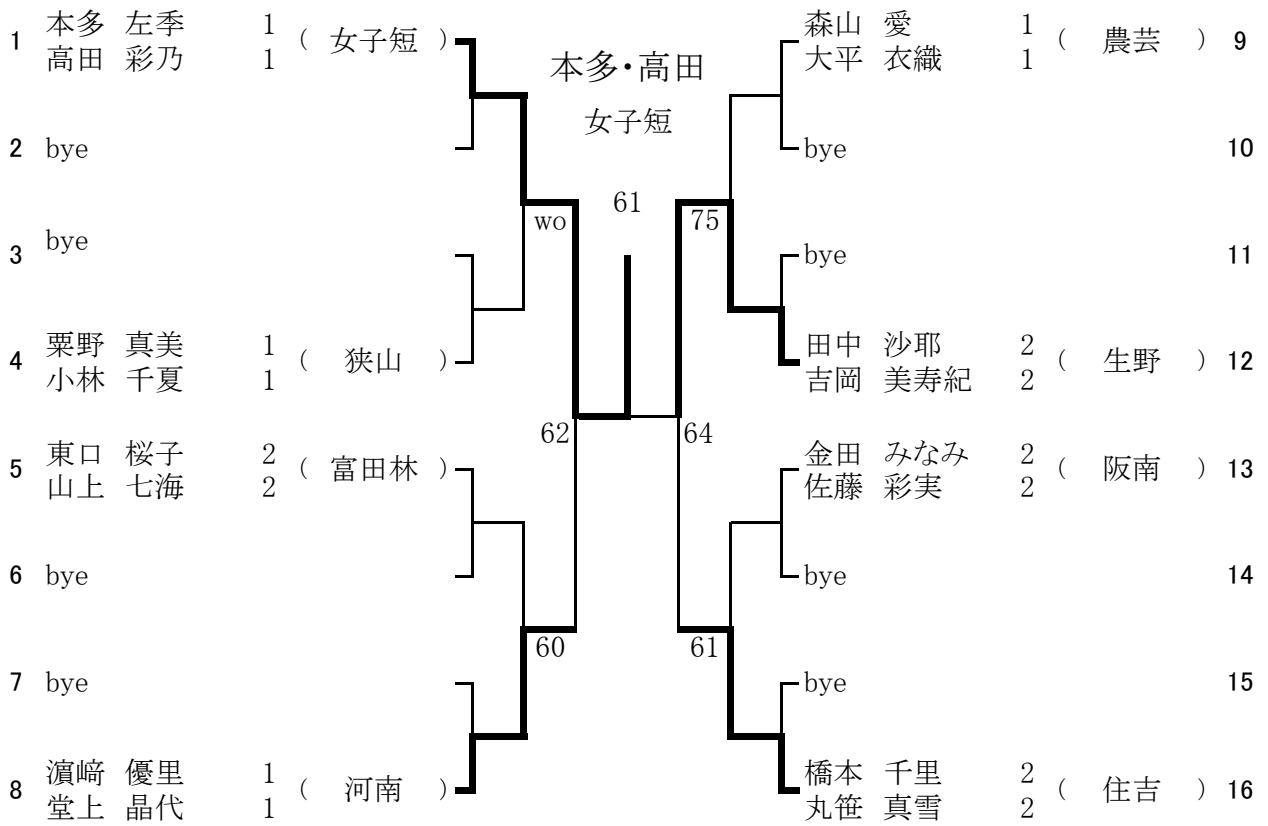 1 本多 左季 1 ( 女子短 )
高田 彩乃 1
2 bye
3 bye
4 栗野 真美 1 ( 狭山 )
小林 千夏 1
5 東口 桜子 2 ( 富田林 )
山上 七海 2
6 bye
7 bye
8 濵﨑 優里 1 ( 河南 )
堂上 晶代 1
本多・高田
女子短
61
wo
75
62
64
60
61
森山 愛 1 ( 農芸 ) 9
大平 衣織 1
bye 10
bye 11
田中 沙耶 2 ( 生野 ) 12
吉岡 美寿紀 2
金田 みなみ 2 ( 阪南 ) 13
佐藤 彩実 2
bye 14
bye 15
橋本 千里 2 ( 住吉 ) 16
丸笹 真雪 2